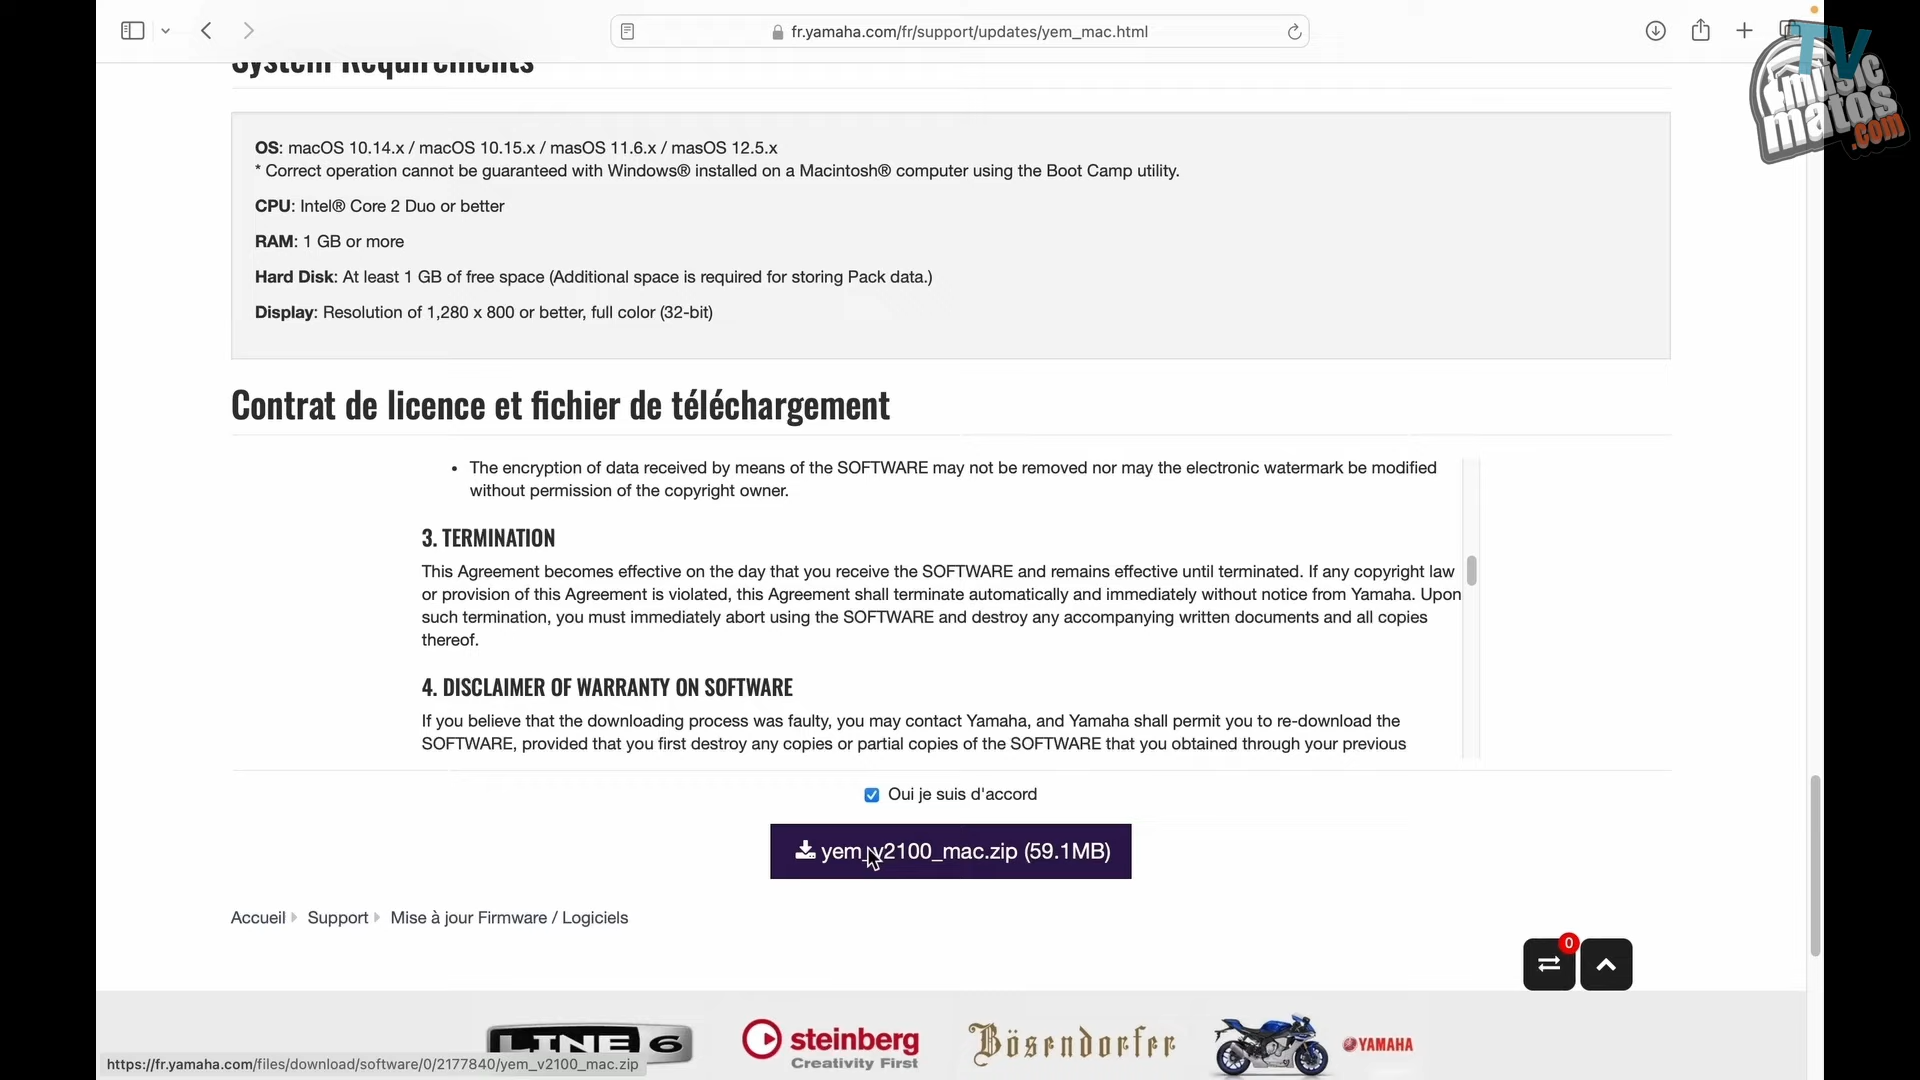 fr.yamaha.com/fr/support/updates/yem_mac.html
TV
music
matos
.com
System Requirements
OS: macOS 10.14.x / macOS 10.15.x / masOS 11.6.x / masOS 12.5.x
* Correct operation cannot be guaranteed with Windows® installed on a Macintosh® computer using the Boot Camp utility.
CPU: Intel® Core 2 Duo or better
RAM: 1 GB or more
Hard Disk: At least 1 GB of free space (Additional space is required for storing Pack data.)
Display: Resolution of 1,280 x 800 or better, full color (32-bit)
Contrat de licence et fichier de téléchargement
• The encryption of data received by means of the SOFTWARE may not be removed nor may the electronic watermark be modified
without permission of the copyright owner.
3. TERMINATION
This Agreement becomes effective on the day that you receive the SOFTWARE and remains effective until terminated. If any copyright law
or provision of this Agreement is violated, this Agreement shall terminate automatically and immediately without notice from Yamaha. Upon
such termination, you must immediately abort using the SOFTWARE and destroy any accompanying written documents and all copies
thereof.
4. DISCLAIMER OF WARRANTY ON SOFTWARE
If you believe that the downloading process was faulty, you may contact Yamaha, and Yamaha shall permit you to re-download the
SOFTWARE, provided that you first destroy any copies or partial copies of the SOFTWARE that you obtained through your previous
Oui je suis d'accord
yem_v2100_mac.zip (59.1MB)
Accueil Support Mise à jour Firmware / Logiciels
0
LINE 6
steinberg
Creativity First
Bösendorfer
YAMAHA
https://fr.yamaha.com/files/download/software/0/2177840/yem_v2100_mac.zip